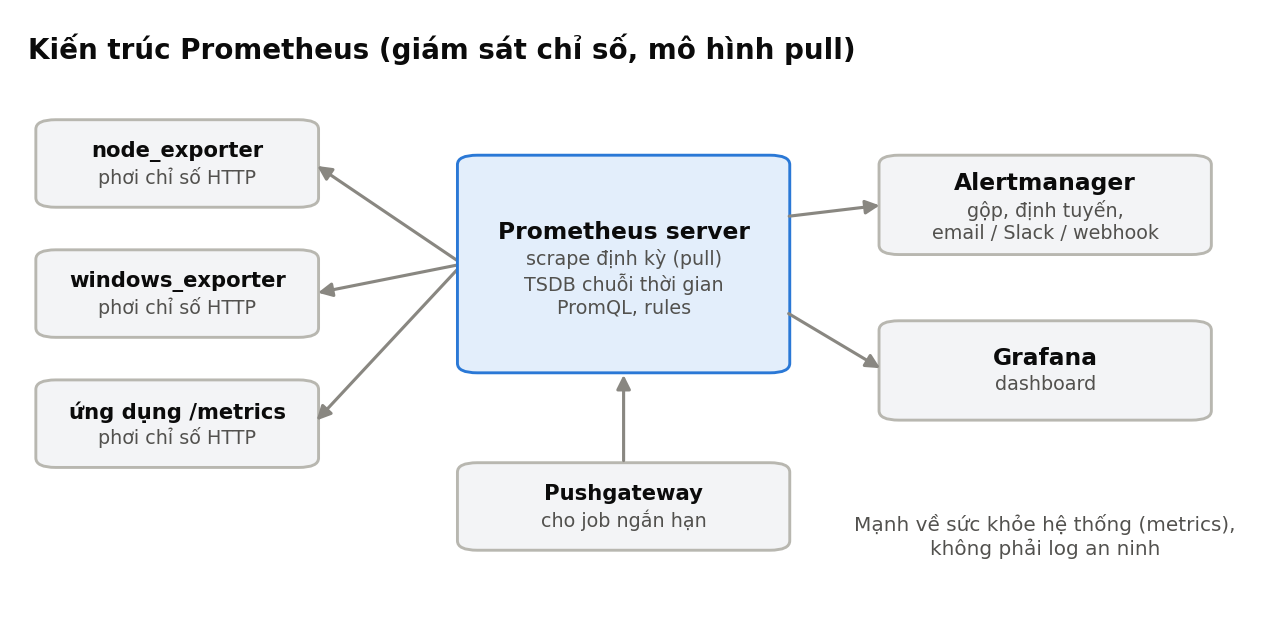 Kiến trúc Prometheus (giám sát chỉ số, mô hình pull)
node_exporter
phơi chỉ số HTTP
windows_exporter
phơi chỉ số HTTP
ứng dụng /metrics
phơi chỉ số HTTP
Prometheus server
scrape định kỳ (pull)
TSDB chuỗi thời gian
PromQL, rules
Pushgateway
cho job ngắn hạn
Alertmanager
gộp, định tuyến,
email / Slack / webhook
Grafana
dashboard
Mạnh về sức khỏe hệ thống (metrics),
không phải log an ninh